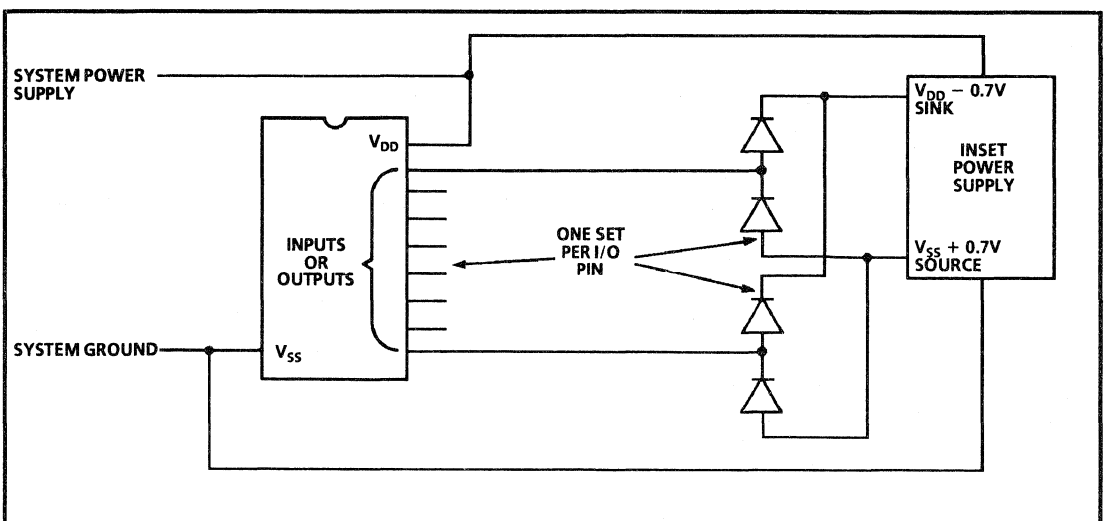 SYSTEM POWER
SUPPLY
V_DD
INPUTS
OR
OUTPUTS
SYSTEM GROUND
V_SS
ONE SET
PER I/O
PIN
V_DD − 0.7V
SINK
INSET
POWER
SUPPLY
V_SS + 0.7V
SOURCE